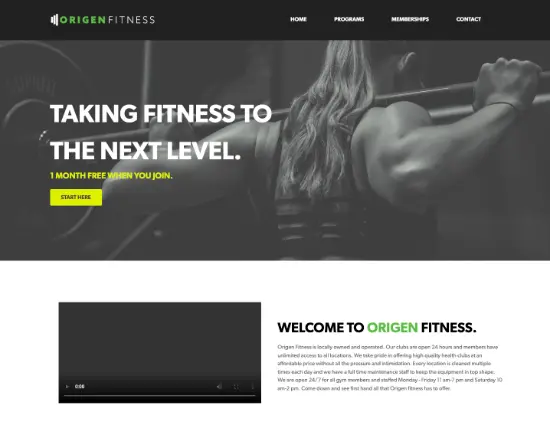 ORIGENFITNESS
HOME PROGRAMS MEMBERSHIPS CONTACT
TAKING FITNESS TO
THE NEXT LEVEL.
1 MONTH FREE WHEN YOU JOIN.
START HERE
WELCOME TO ORIGEN FITNESS.
Origen Fitness is locally owned and operated. Our clubs are open 24 hours and members have
unlimited access to all locations. We take pride in offering high quality health clubs at an
affordable price without all the pressure and intimidation. Every location is cleaned multiple
times each day and we have a full time maintenance staff to keep the equipment in top shape.
We are open 24/7 for all gym members and staffed Monday - Friday 11 am-7 pm and Saturday 10
am-2 pm. Come down and see first hand all that Origen Fitness has to offer.
0:00